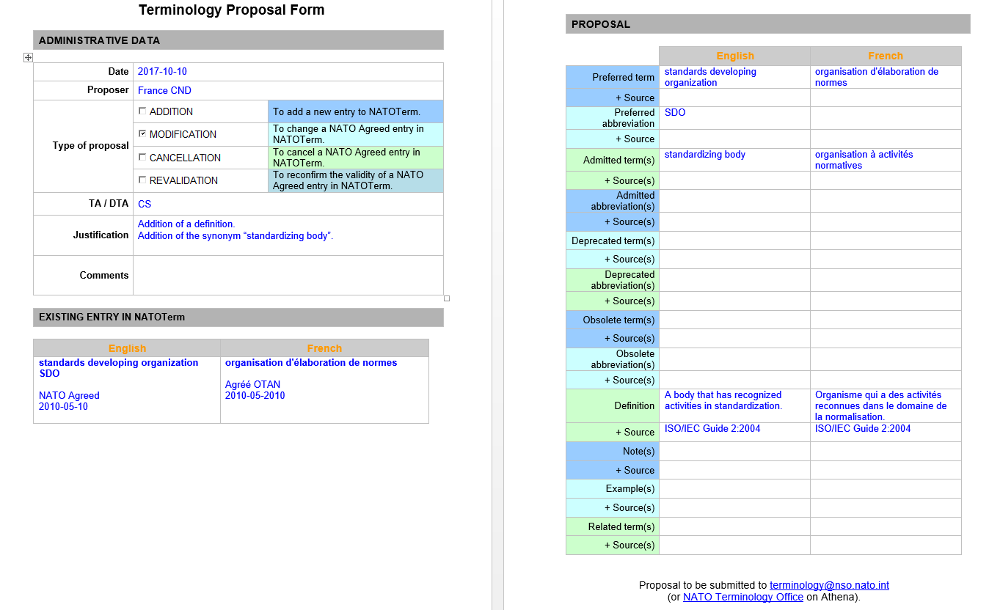 Terminology Proposal Form
ADMINISTRATIVE DATA
Date 2017-10-10
Proposer France CND
Type of proposal
ADDITION To add a new entry to NATOTerm.
MODIFICATION To change a NATO Agreed entry in
NATOTerm.
CANCELLATION To cancel a NATO Agreed entry in
NATOTerm.
REVALIDATION To reconfirm the validity of a NATO
Agreed entry in NATOTerm.
TA / DTA CS
Justification
Addition of a definition.
Addition of the synonym “standardizing body”.
Comments
EXISTING ENTRY IN NATOTerm
English
standards developing organization
SDO
NATO Agreed
2010-05-10
French
organisation d'élaboration de normes
Agréé OTAN
2010-05-2010
PROPOSAL
English French
Preferred term
standards developing
organization
organisation d'élaboration de
normes
+ Source
Preferred
abbreviation
SDO
+ Source
Admitted term(s)
standardizing body
organisation à activités
normatives
+ Source(s)
Admitted
abbreviation(s)
+ Source(s)
Deprecated term(s)
+ Source(s)
Deprecated
abbreviation(s)
+ Source(s)
Obsolete term(s)
+ Source(s)
Obsolete
abbreviation(s)
+ Source(s)
Definition
A body that has recognized
activities in standardization.
Organisme qui a des activités
reconnues dans le domaine de
la normalisation.
+ Source ISO/IEC Guide 2:2004 ISO/IEC Guide 2:2004
Note(s)
+ Source
Example(s)
+ Source(s)
Related term(s)
+ Source(s)
Proposal to be submitted to terminology@nso.nato.int
(or NATO Terminology Office on Athena).